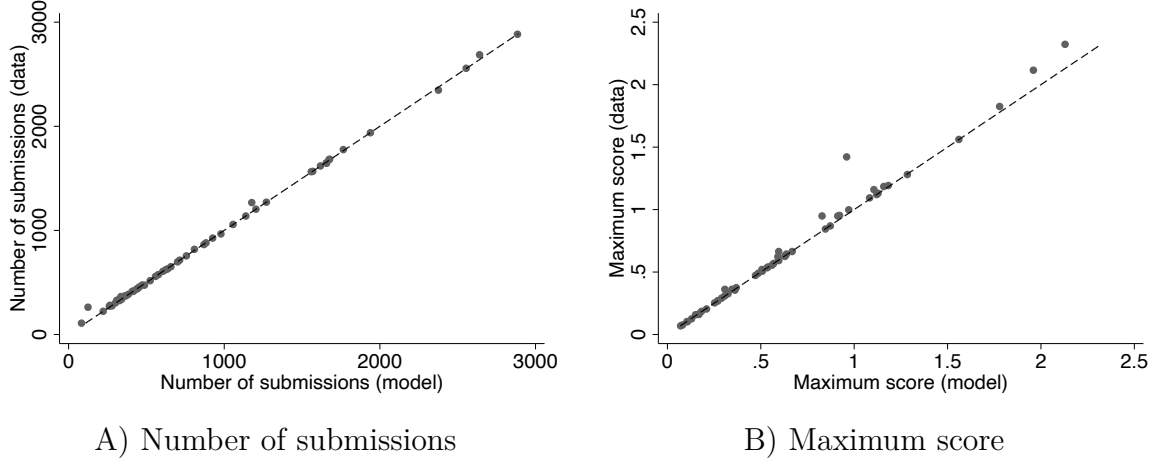 Number of submissions (data)
3000
2000
1000
0
0 1000 2000 3000
Number of submissions (model)
A) Number of submissions
Maximum score (data)
2.5
2
1.5
1
.5
0
0 .5 1 1.5 2 2.5
Maximum score (model)
B) Maximum score